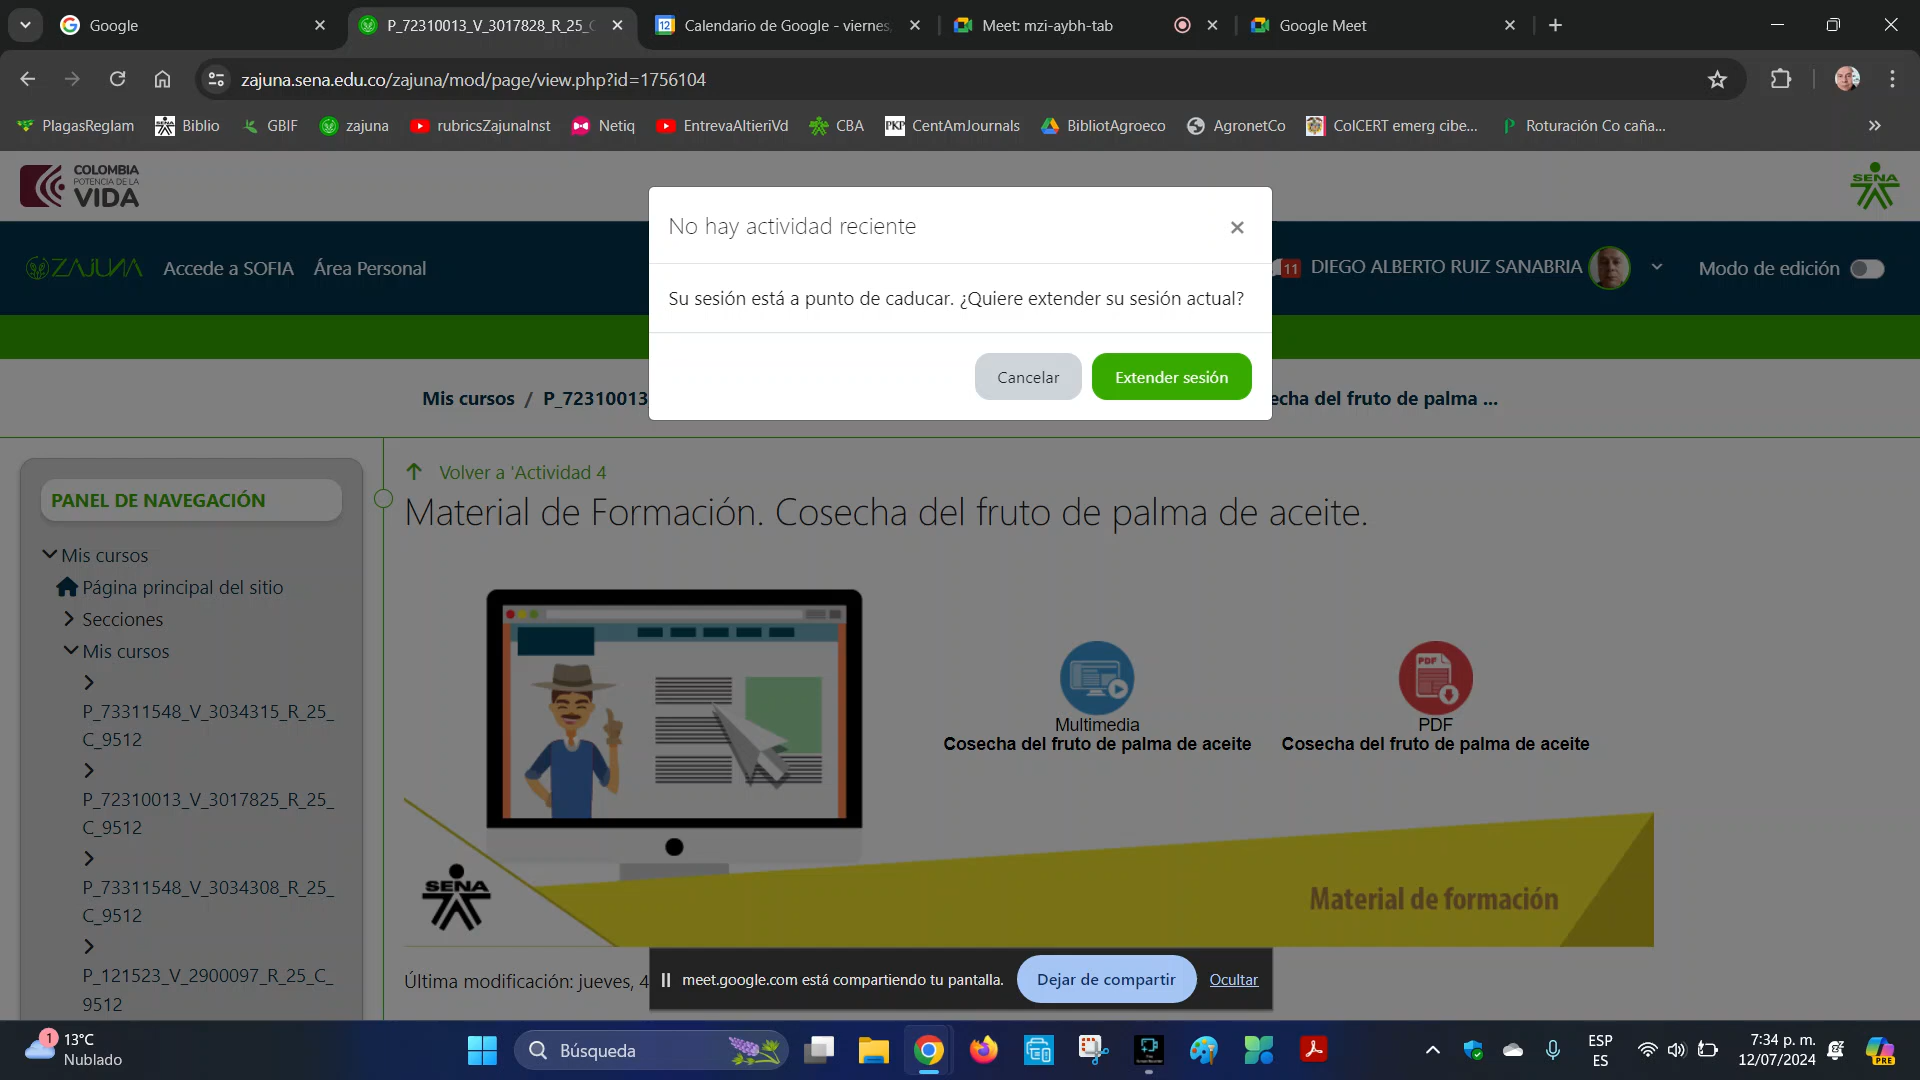 Google
P_72310013_V_3017828_R_25_C
Calendario de Google - viernes,
Meet: mzi-aybh-tab
Google Meet
zajuna.sena.edu.co/zajuna/mod/page/view.php?id=1756104
PlagasReglam
Biblio
GBIF
zajuna
rubricsZajunaInst
Netiq
EntrevaAltieriVd
CBA
CentAmJournals
BibliotAgroeco
AgronetCo
ColCERT emerg cibe...
Roturación Co caña...
COLOMBIA
POTENCIA DE LA
VIDA
SENA
ZAJUNA
Accede a SOFIA
Área Personal
11
DIEGO ALBERTO RUIZ SANABRIA
Modo de edición
No hay actividad reciente
Su sesión está a punto de caducar. ¿Quiere extender su sesión actual?
Cancelar
Extender sesión
Mis cursos / P_72310013
echa del fruto de palma ...
Volver a 'Actividad 4
Material de Formación. Cosecha del fruto de palma de aceite.
PANEL DE NAVEGACIÓN
Mis cursos
Página principal del sitio
Secciones
Mis cursos
P_73311548_V_3034315_R_25_
C_9512
P_72310013_V_3017825_R_25_
C_9512
P_73311548_V_3034308_R_25_
C_9512
P_121523_V_2900097_R_25_C_
9512
Multimedia
Cosecha del fruto de palma de aceite
PDF
PDF
Cosecha del fruto de palma de aceite
SENA
Material de formación
Última modificación: jueves, 4
meet.google.com está compartiendo tu pantalla.
Dejar de compartir
Ocultar
1
13°C
Nublado
Búsqueda
ESP
ES
7:34 p. m.
12/07/2024
PRE